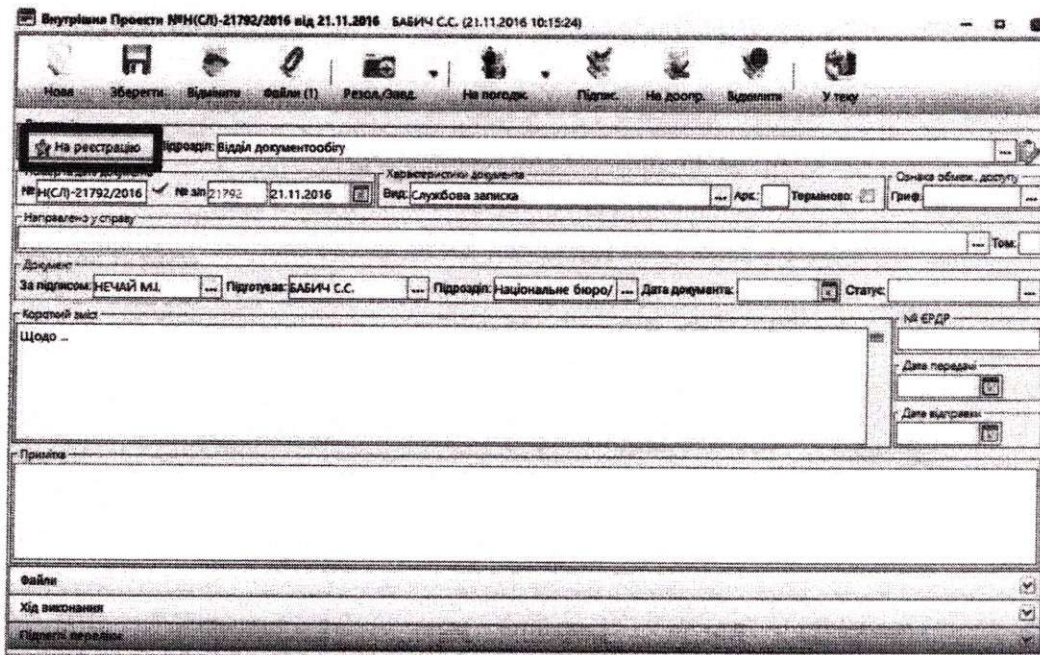 Внутрішня Проекти №Н(СЛ)-21792/2016 від 21.11.2016 БАБИЧ С.С. (21.11.2016 10:15:24)
Нова Зберегти Відмінити Файли (1) Резол./Завд. На погодж. Підпис. На доопр. Відхилити У теку
На реєстрацію Підрозділ: Відділ документообігу ...
Характеристики документа Ознака обмеж. доступу
№ Н(СЛ)-21792/2016 № з/п 21792 21.11.2016 Вид: Службова записка ... Арк: Терміново: Гриф: ...
Направлено у справу
... Том:
Документ
За підписом: НЕЧАЙ М.І. ... Підготував: БАБИЧ С.С. ... Підрозділ: Національне бюро/ ... Дата документа: Статус: ...
Короткий зміст № ЄРДР
Щодо ...
Дата передачі
Дата відправки
Примітка
Файли
Хід виконання
Підлеглі переліки